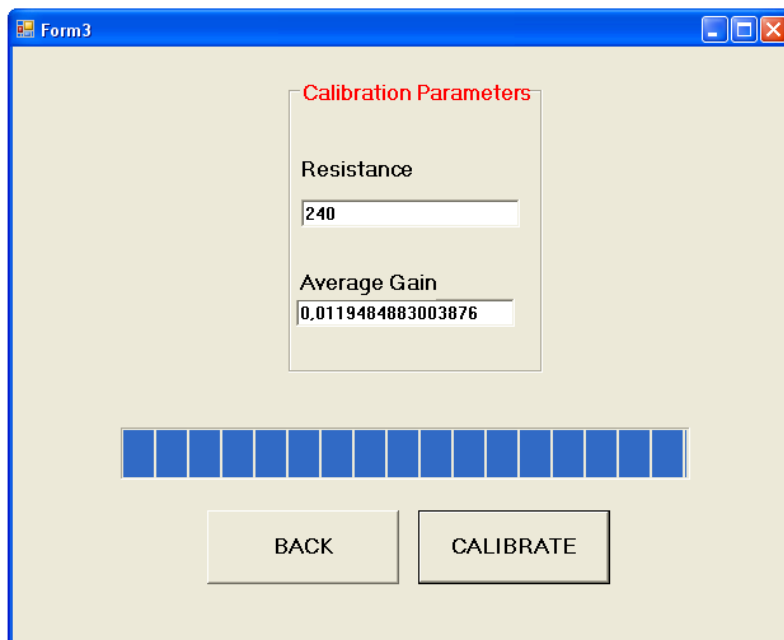 Form3
Calibration Parameters
Resistance
240
Average Gain
0,0119484883003876
BACK
CALIBRATE